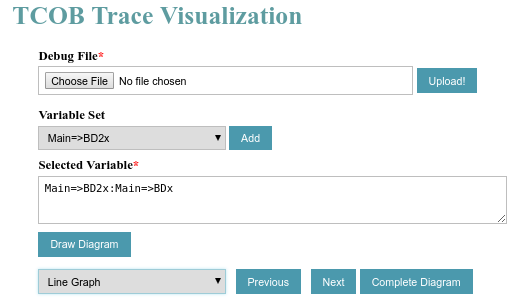 TCOB Trace Visualization
Debug File*
Choose File No file chosen Upload!
Variable Set
Main=>BD2x Add
Selected Variable*
Main=>BD2x:Main=>BDx
Draw Diagram
Line Graph Previous Next Complete Diagram